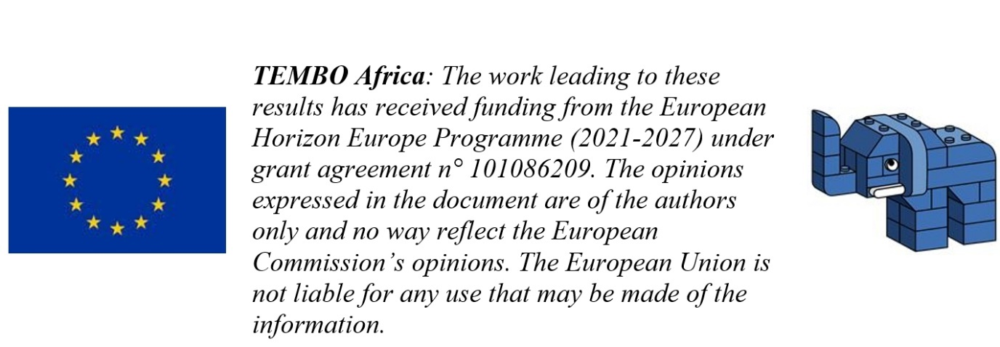 TEMBO Africa: The work leading to these
results has received funding from the European
Horizon Europe Programme (2021-2027) under
grant agreement n° 101086209. The opinions
expressed in the document are of the authors
only and no way reflect the European
Commission’s opinions. The European Union is
not liable for any use that may be made of the
information.